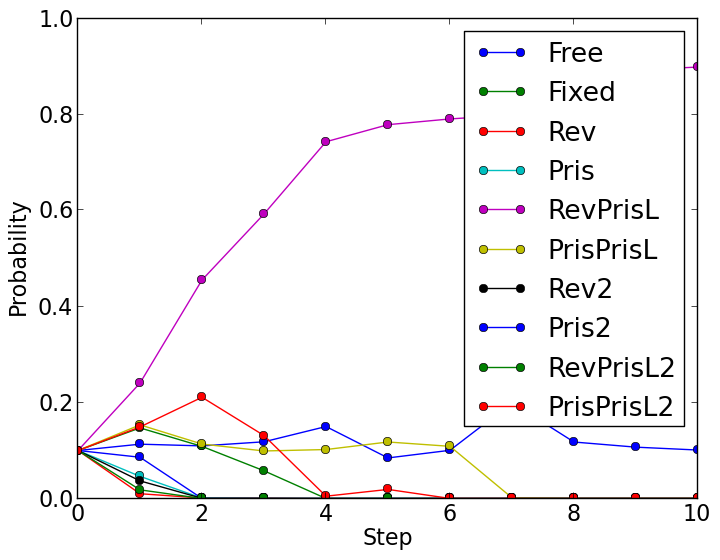 1.0
0.8
0.6
0.4
0.2
0.0
Probability
0 2 4 6 8 10
Step
Free
Fixed
Rev
Pris
RevPrisL
PrisPrisL
Rev2
Pris2
RevPrisL2
PrisPrisL2